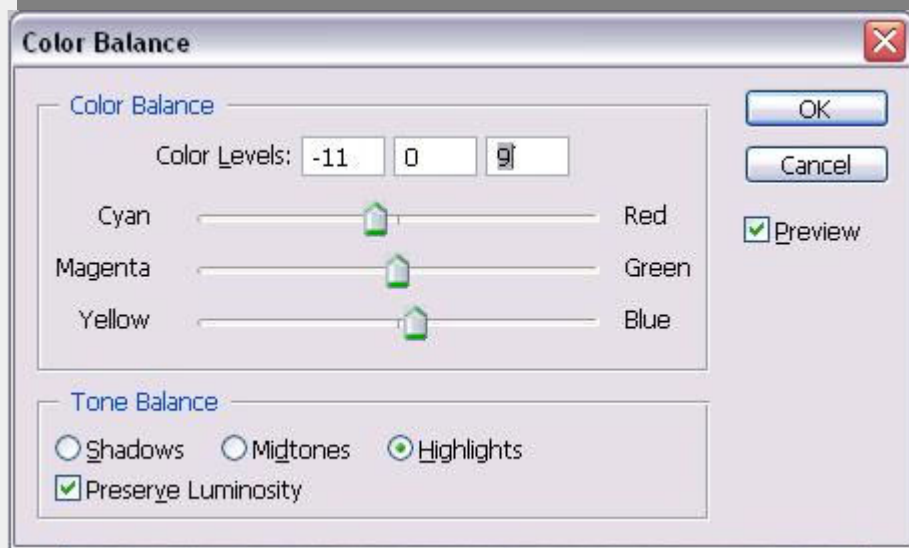 Color Balance
Color Balance
Color Levels: -11 0 9
Cyan Red
Magenta Green
Yellow Blue
Tone Balance
Shadows Midtones Highlights
Preserve Luminosity
OK
Cancel
Preview